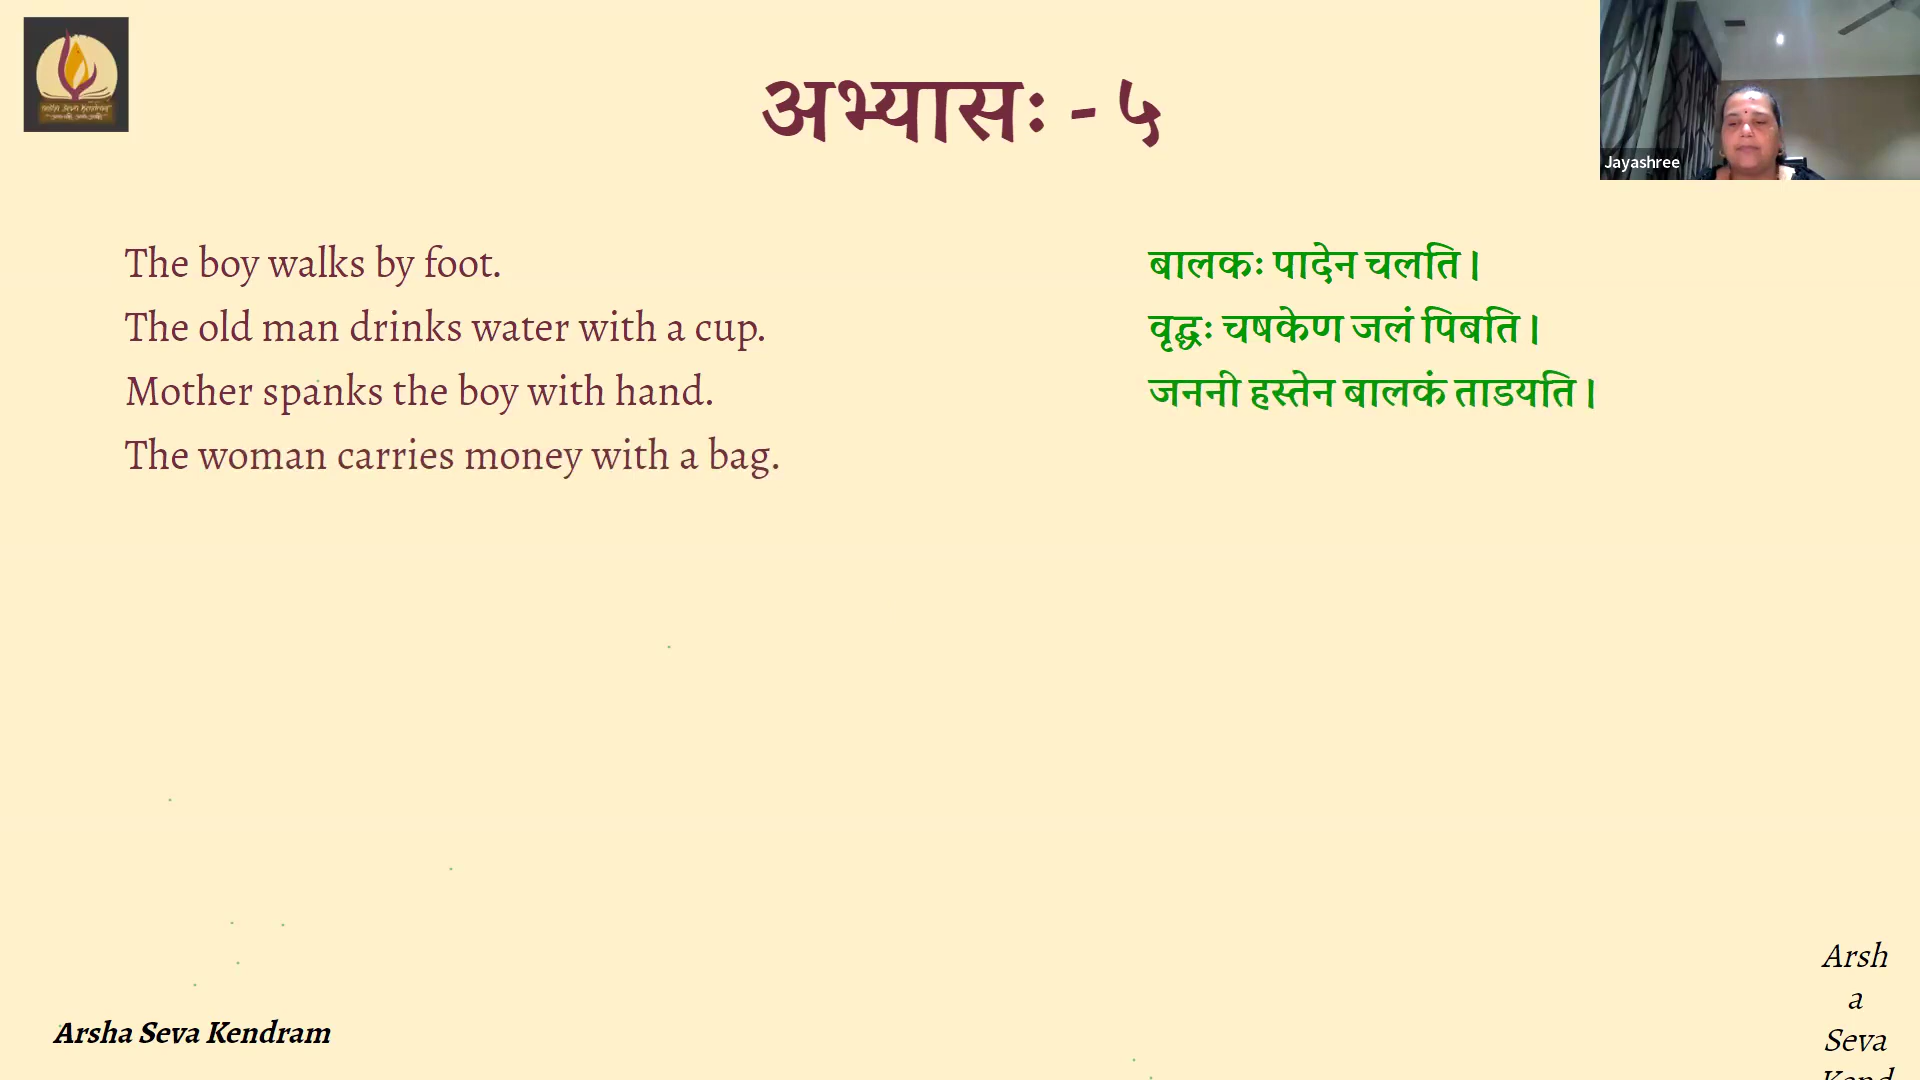 अभ्यासः - ५
Jayashree
The boy walks by foot.
बालकः पादेन चलति।
The old man drinks water with a cup.
वृद्धः चषकेण जलं पिबति।
Mother spanks the boy with hand.
जननी हस्तेन बालकं ताडयति।
The woman carries money with a bag.
Arsha Seva Kendram
Arsh
a
Seva
Kend